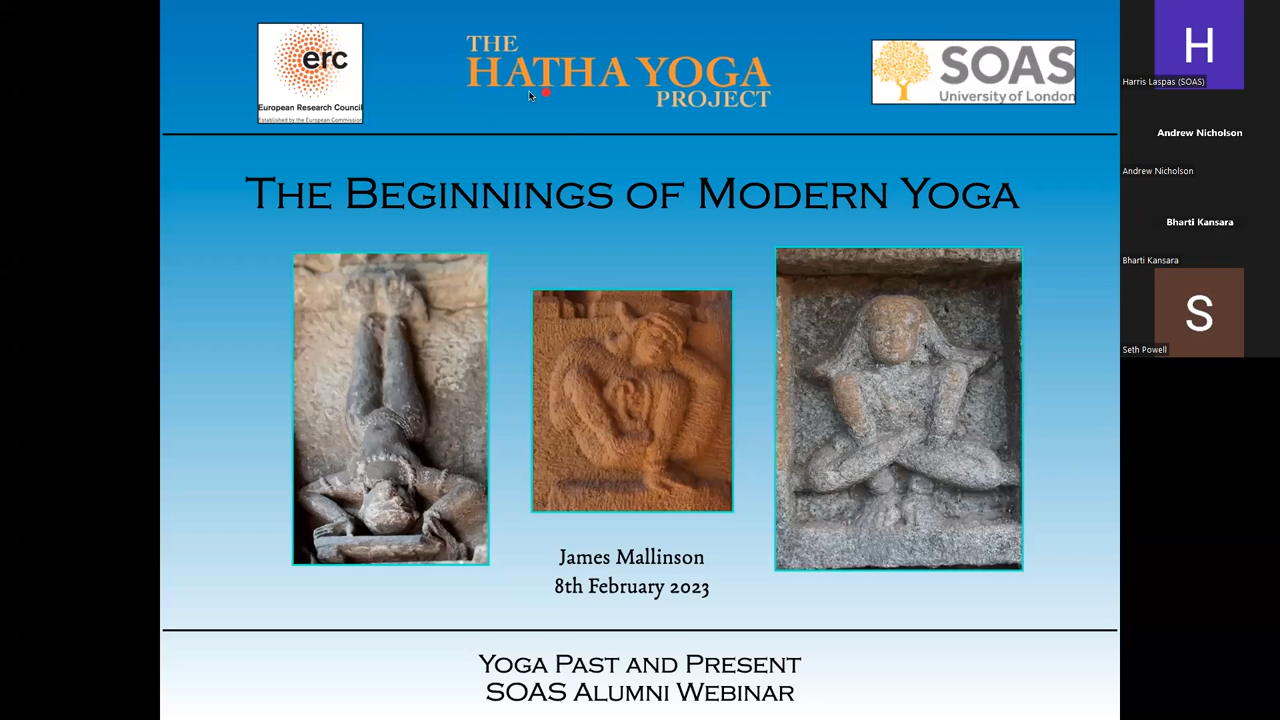 erc
European Research Council
Established by the European Commission
THE
HATHA YOGA
PROJECT
SOAS
University of London
THE BEGINNINGS OF MODERN YOGA
James Mallinson
8th February 2023
YOGA PAST AND PRESENT
SOAS ALUMNI WEBINAR
H
Harris Laspas (SOAS)
Andrew Nicholson
Andrew Nicholson
Bharti Kansara
Bharti Kansara
S
Seth Powell